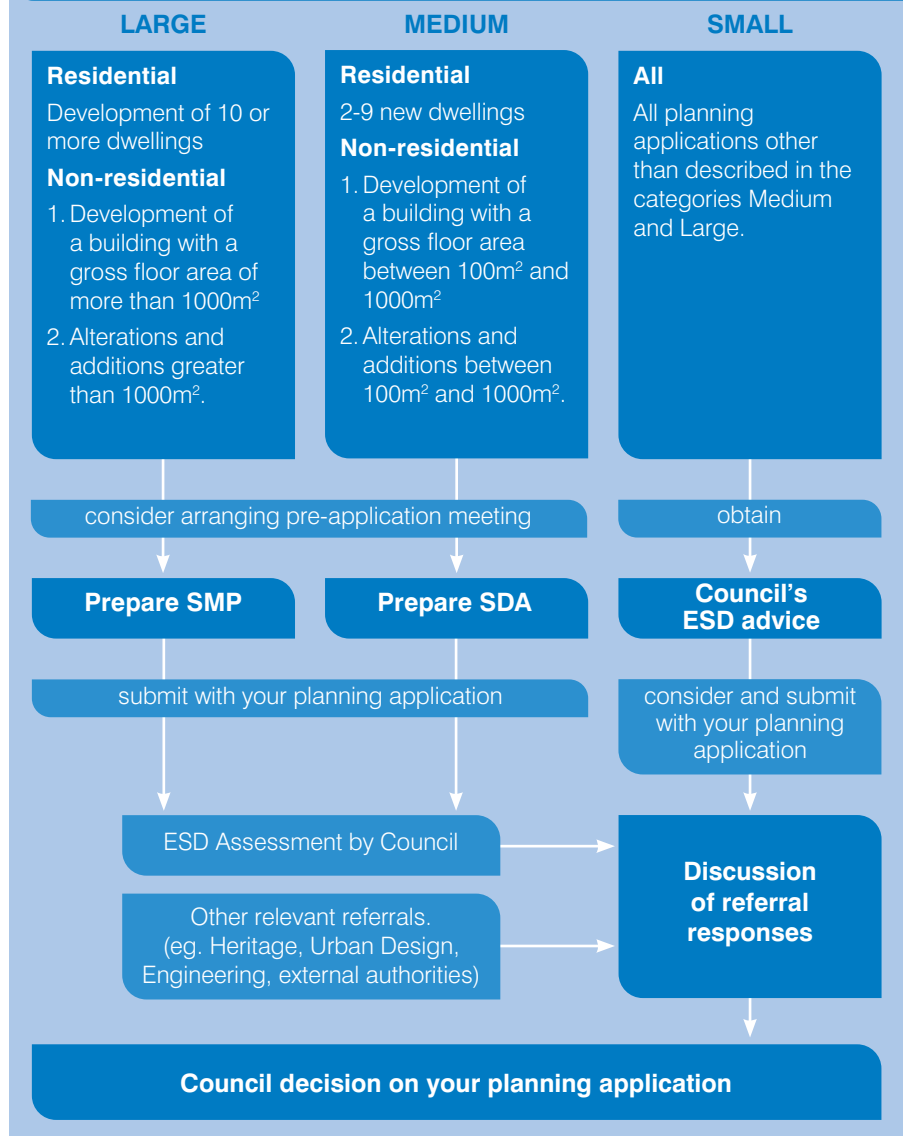 LARGE
MEDIUM
SMALL
Residential
Development of 10 or
more dwellings
Non-residential
1. Development of
a building with a
gross floor area of
more than 1000m²
2. Alterations and
additions greater
than 1000m².
Residential
2-9 new dwellings
Non-residential
1. Development of
a building with a
gross floor area
between 100m² and
1000m²
2. Alterations and
additions between
100m² and 1000m².
All
All planning
applications other
than described in the
categories Medium
and Large.
consider arranging pre-application meeting
obtain
Prepare SMP
Prepare SDA
Council's
ESD advice
submit with your planning application
consider and submit
with your planning
application
ESD Assessment by Council
Other relevant referrals.
(eg. Heritage, Urban Design,
Engineering, external authorities)
Discussion
of referral
responses
Council decision on your planning application